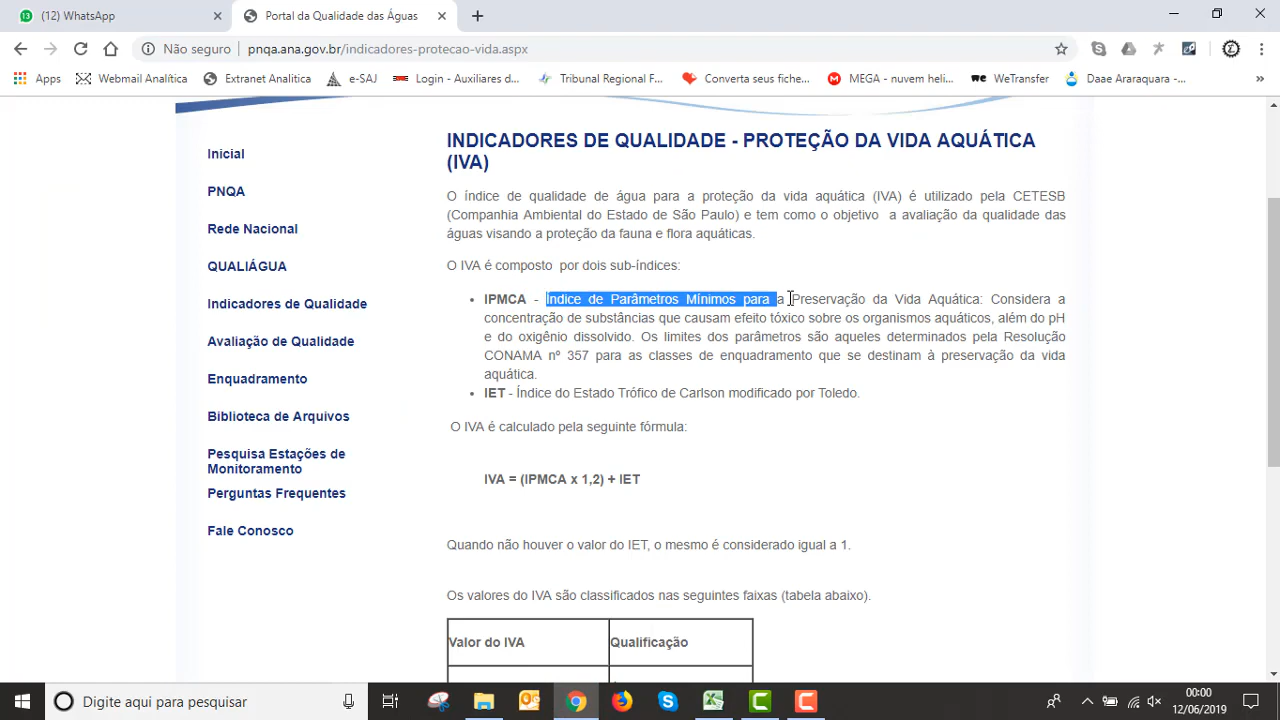 (12) WhatsApp
Portal da Qualidade das Águas
Não seguro
pnqa.ana.gov.br/indicadores-protecao-vida.aspx
Apps
Webmail Analítica
Extranet Analitica
e-SAJ
Login - Auxiliares d...
Tribunal Regional F...
Converta seus fiche...
MEGA - nuvem heli...
WeTransfer
Daae Araraquara -...
Inicial
PNQA
Rede Nacional
QUALIÁGUA
Indicadores de Qualidade
Avaliação de Qualidade
Enquadramento
Biblioteca de Arquivos
Pesquisa Estações de
Monitoramento
Perguntas Frequentes
Fale Conosco
INDICADORES DE QUALIDADE - PROTEÇÃO DA VIDA AQUÁTICA
(IVA)
O índice de qualidade de água para a proteção da vida aquática (IVA) é utilizado pela CETESB
(Companhia Ambiental do Estado de São Paulo) e tem como o objetivo a avaliação da qualidade das
águas visando a proteção da fauna e flora aquáticas.
O IVA é composto por dois sub-índices:
• IPMCA - Índice de Parâmetros Mínimos para a Preservação da Vida Aquática: Considera a
concentração de substâncias que causam efeito tóxico sobre os organismos aquáticos, além do pH
e do oxigênio dissolvido. Os limites dos parâmetros são aqueles determinados pela Resolução
CONAMA nº 357 para as classes de enquadramento que se destinam à preservação da vida
aquática.
• IET - Índice do Estado Trófico de Carlson modificado por Toledo.
O IVA é calculado pela seguinte fórmula:
IVA = (IPMCA x 1,2) + IET
Quando não houver o valor do IET, o mesmo é considerado igual a 1.
Os valores do IVA são classificados nas seguintes faixas (tabela abaixo).
Valor do IVA
Qualificação
Digite aqui para pesquisar
00:00
12/06/2019